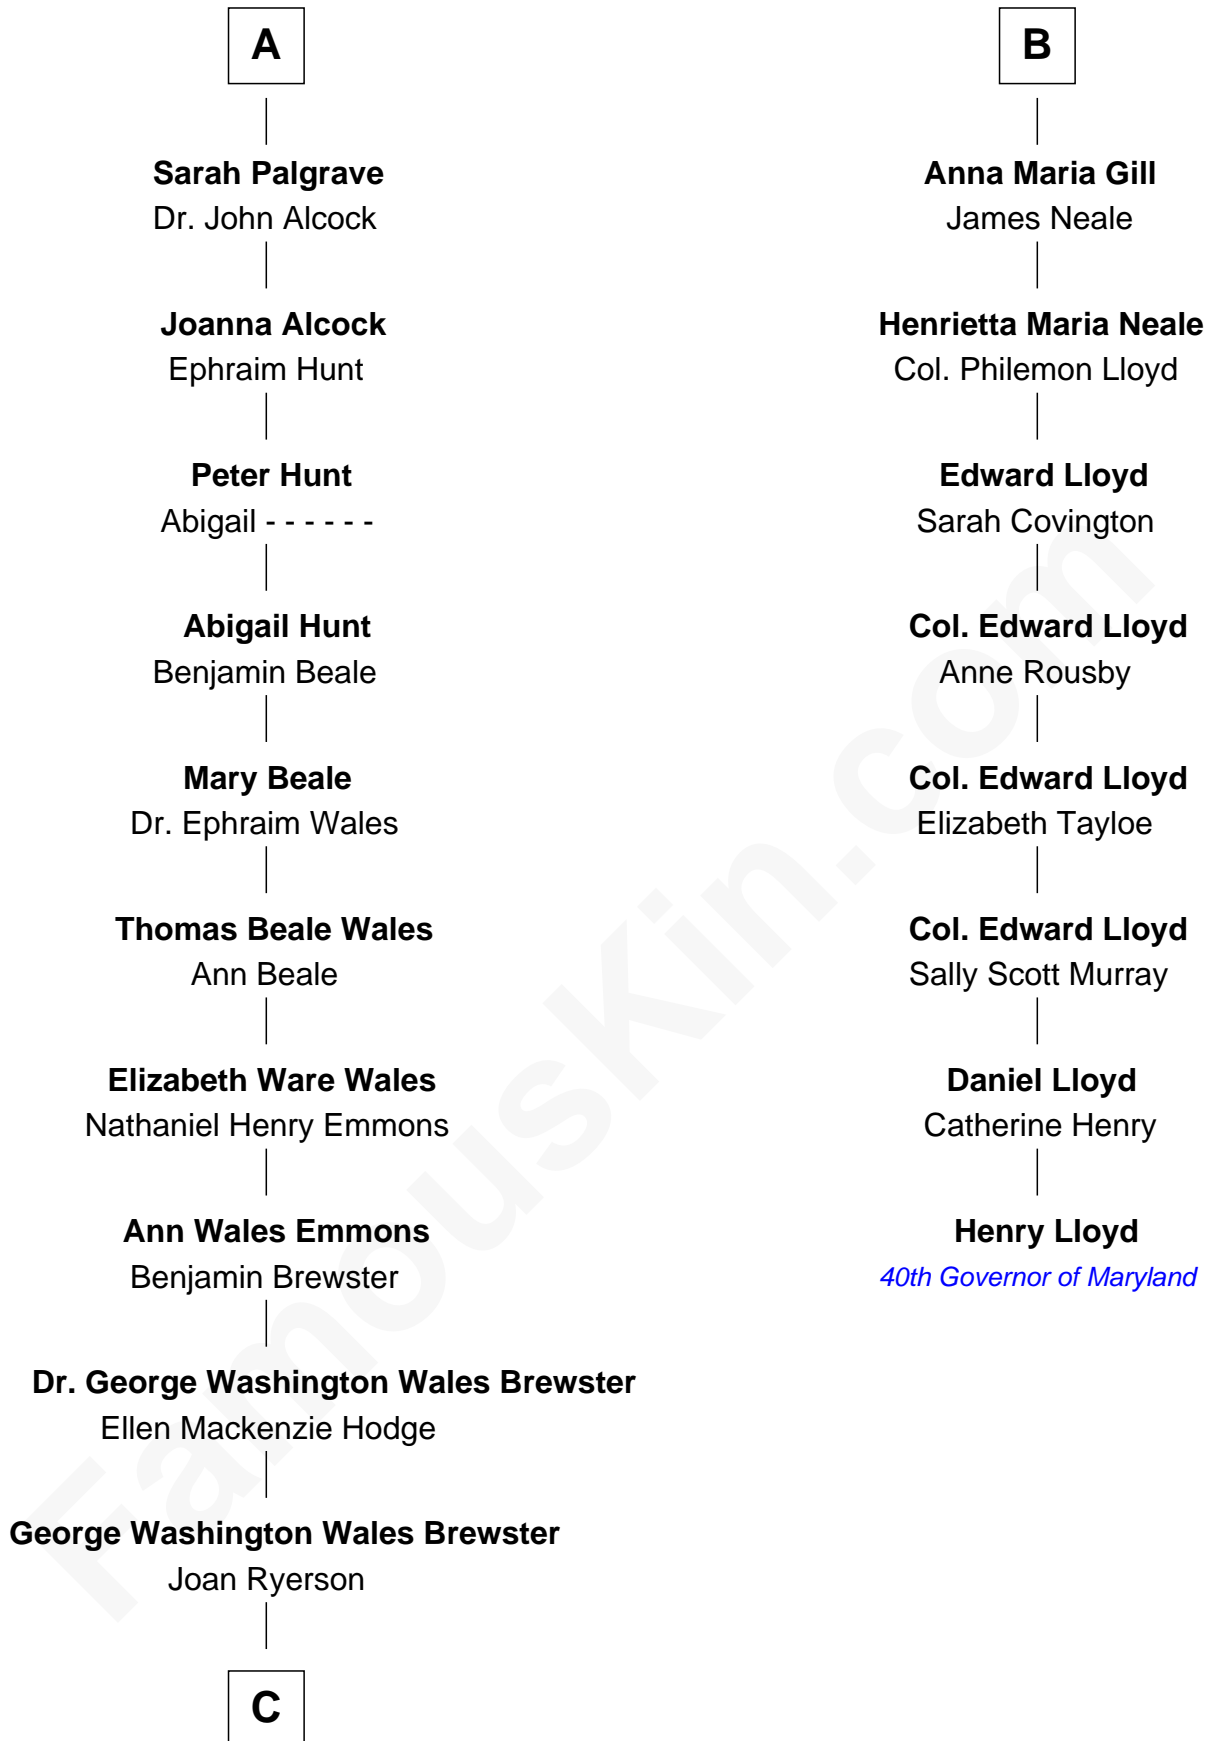 A
Sarah Palgrave
Dr. John Alcock
Joanna Alcock
Ephraim Hunt
Peter Hunt
Abigail - - - - - -
Abigail Hunt
Benjamin Beale
Mary Beale
Dr. Ephraim Wales
Thomas Beale Wales
Ann Beale
Elizabeth Ware Wales
Nathaniel Henry Emmons
Ann Wales Emmons
Benjamin Brewster
Dr. George Washington Wales Brewster
Ellen Mackenzie Hodge
George Washington Wales Brewster
Joan Ryerson
C
B
Anna Maria Gill
James Neale
Henrietta Maria Neale
Col. Philemon Lloyd
Edward Lloyd
Sarah Covington
Col. Edward Lloyd
Anne Rousby
Col. Edward Lloyd
Elizabeth Tayloe
Col. Edward Lloyd
Sally Scott Murray
Daniel Lloyd
Catherine Henry
Henry Lloyd
40th Governor of Maryland
FamousKin.com